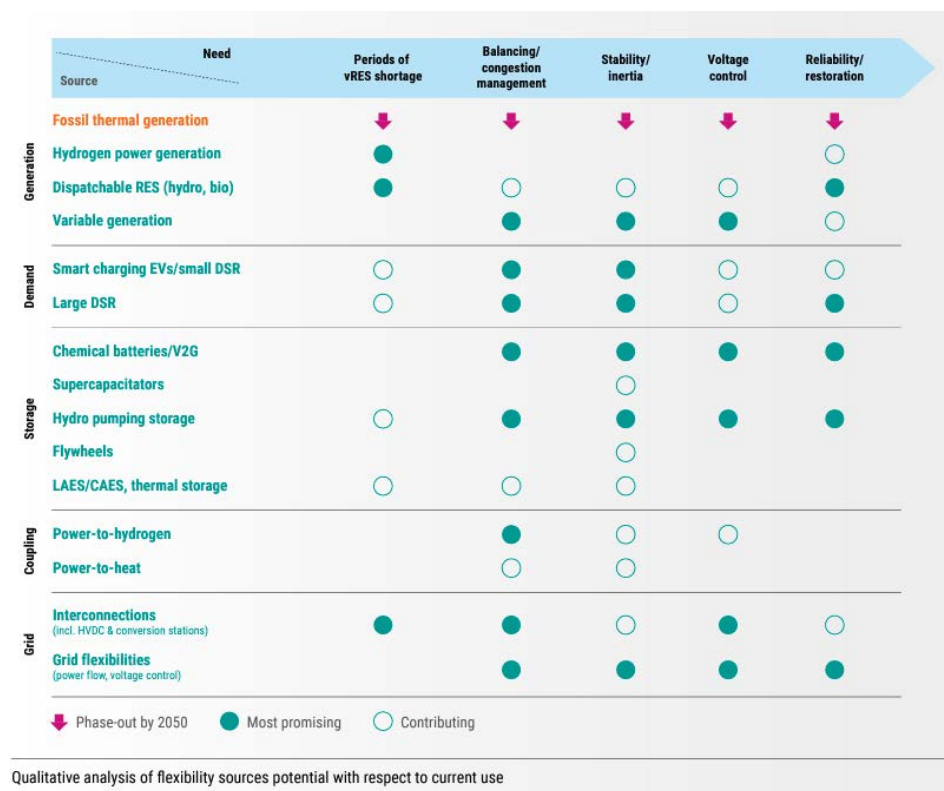 Need
Source
Periods of
vRES shortage
Balancing/
congestion
management
Stability/
inertia
Voltage
control
Reliability/
restoration
Generation
Fossil thermal generation
Hydrogen power generation
Dispatchable RES (hydro, bio)
Variable generation
Demand
Smart charging EVs/small DSR
Large DSR
Storage
Chemical batteries/V2G
Supercapacitors
Hydro pumping storage
Flywheels
LAES/CAES, thermal storage
Coupling
Power-to-hydrogen
Power-to-heat
Grid
Interconnections
(incl. HVDC & conversion stations)
Grid flexibilities
(power flow, voltage control)
Phase-out by 2050
Most promising
Contributing
Qualitative analysis of flexibility sources potential with respect to current use